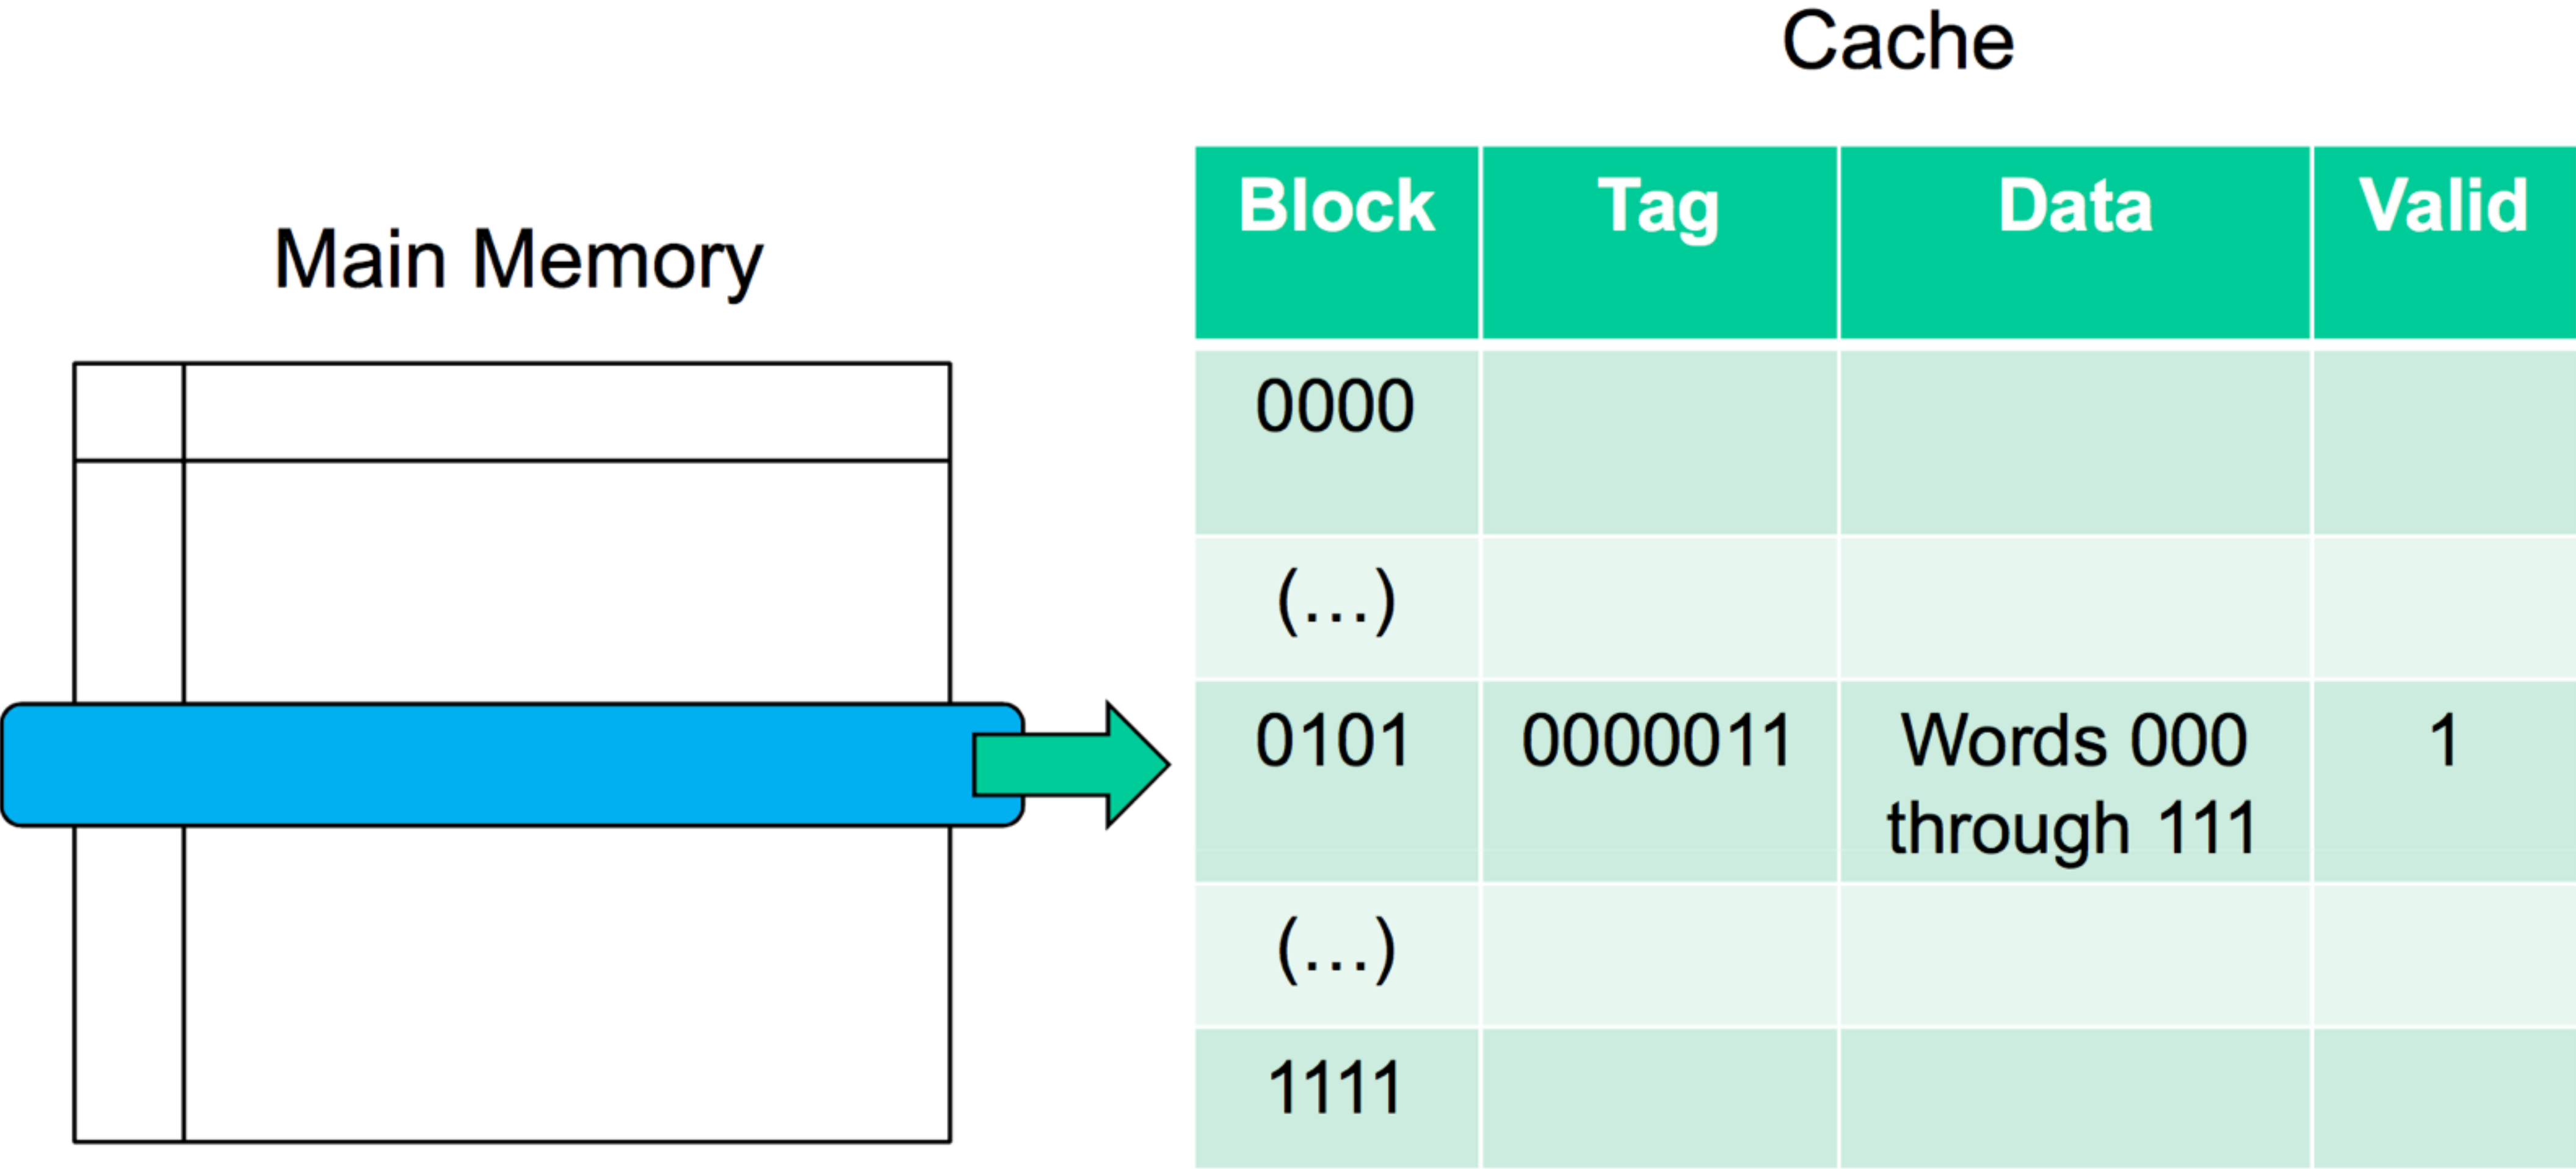 Cache
Main Memory
Block Tag Data Valid
0000
(…)
0101 0000011 Words 000 1
through 111
(…)
1111